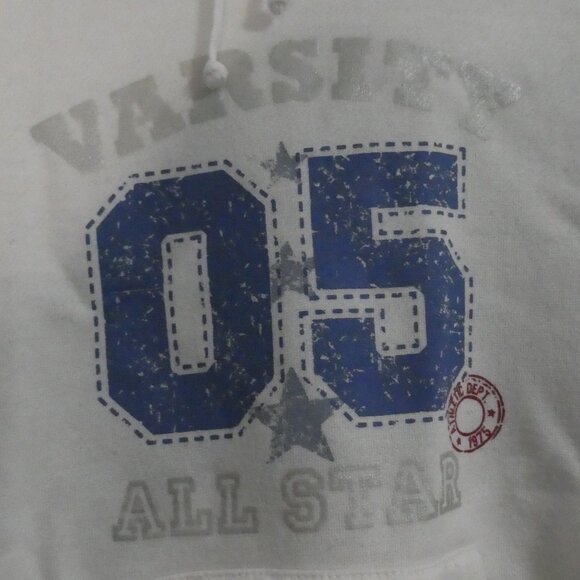 VARSITY
05
ALL STAR
ATHLETIC DEPT.
1975